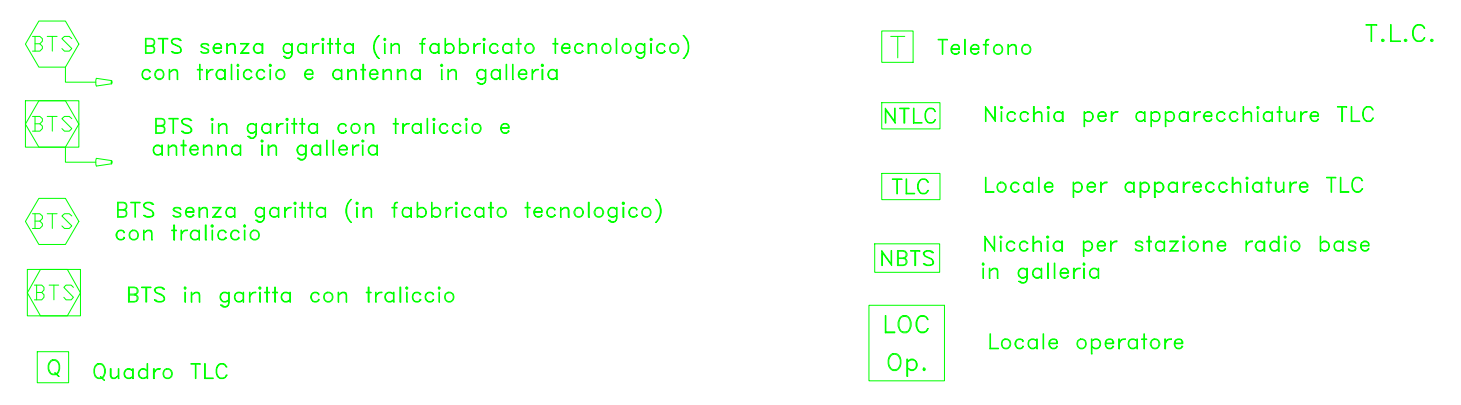 BTS
BTS senza garitta (in fabbricato tecnologico)
con traliccio e antenna in galleria
BTS
BTS in garitta con traliccio e
antenna in galleria
BTS
BTS senza garitta (in fabbricato tecnologico)
con traliccio
BTS
BTS in garitta con traliccio
Q
Quadro TLC
T.L.C.
T
Telefono
NTLC
Nicchia per apparecchiature TLC
TLC
Locale per apparecchiature TLC
NBTS
Nicchia per stazione radio base
in galleria
LOC
Op.
Locale operatore